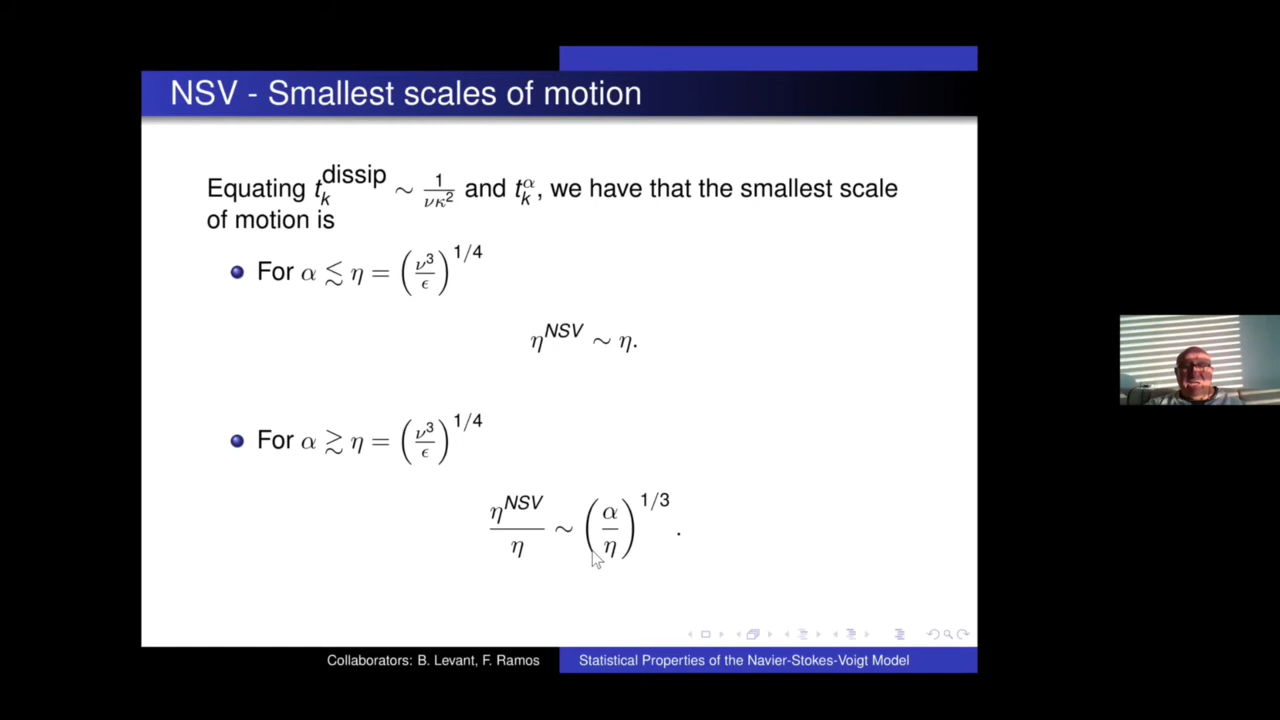 NSV - Smallest scales of motion
Equating t_k^dissip ∼ 1/(νκ²) and t_k^α, we have that the smallest scale
of motion is
For α ≲ η = (ν³/ϵ)^1/4
η^NSV ∼ η.
For α ≳ η = (ν³/ϵ)^1/4
η^NSV/η ∼ (α/η)^1/3.
Collaborators: B. Levant, F. Ramos
Statistical Properties of the Navier-Stokes-Voigt Model